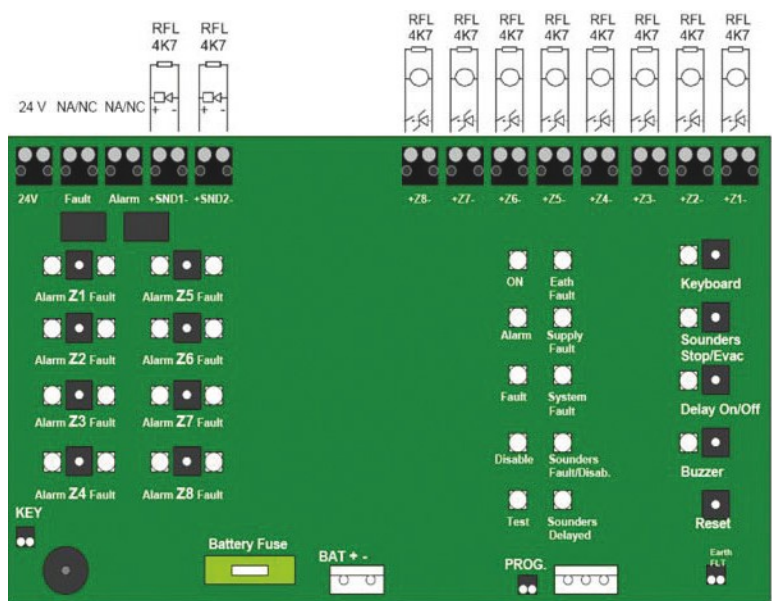 RFL RFL RFL RFL RFL RFL RFL RFL RFL RFL
4K7 4K7 4K7 4K7 4K7 4K7 4K7 4K7 4K7 4K7
24 V NA/NC NA/NC + - + -
24V Fault Alarm +SND1- +SND2- +Z8- +Z7- +Z6- +Z5- +Z4- +Z3- +Z2- +Z1-
Alarm Z1 Fault Alarm Z5 Fault
Alarm Z2 Fault Alarm Z6 Fault
Alarm Z3 Fault Alarm Z7 Fault
Alarm Z4 Fault Alarm Z8 Fault
ON
Eath
Fault
Alarm
Supply
Fault
Fault
System
Fault
Disable
Sounders
Fault/Disab.
Test
Sounders
Delayed
Keyboard
Sounders
Stop/Evac
Delay On/Off
Buzzer
Reset
KEY
Battery Fuse
BAT + -
PROG.
Earth
FLT